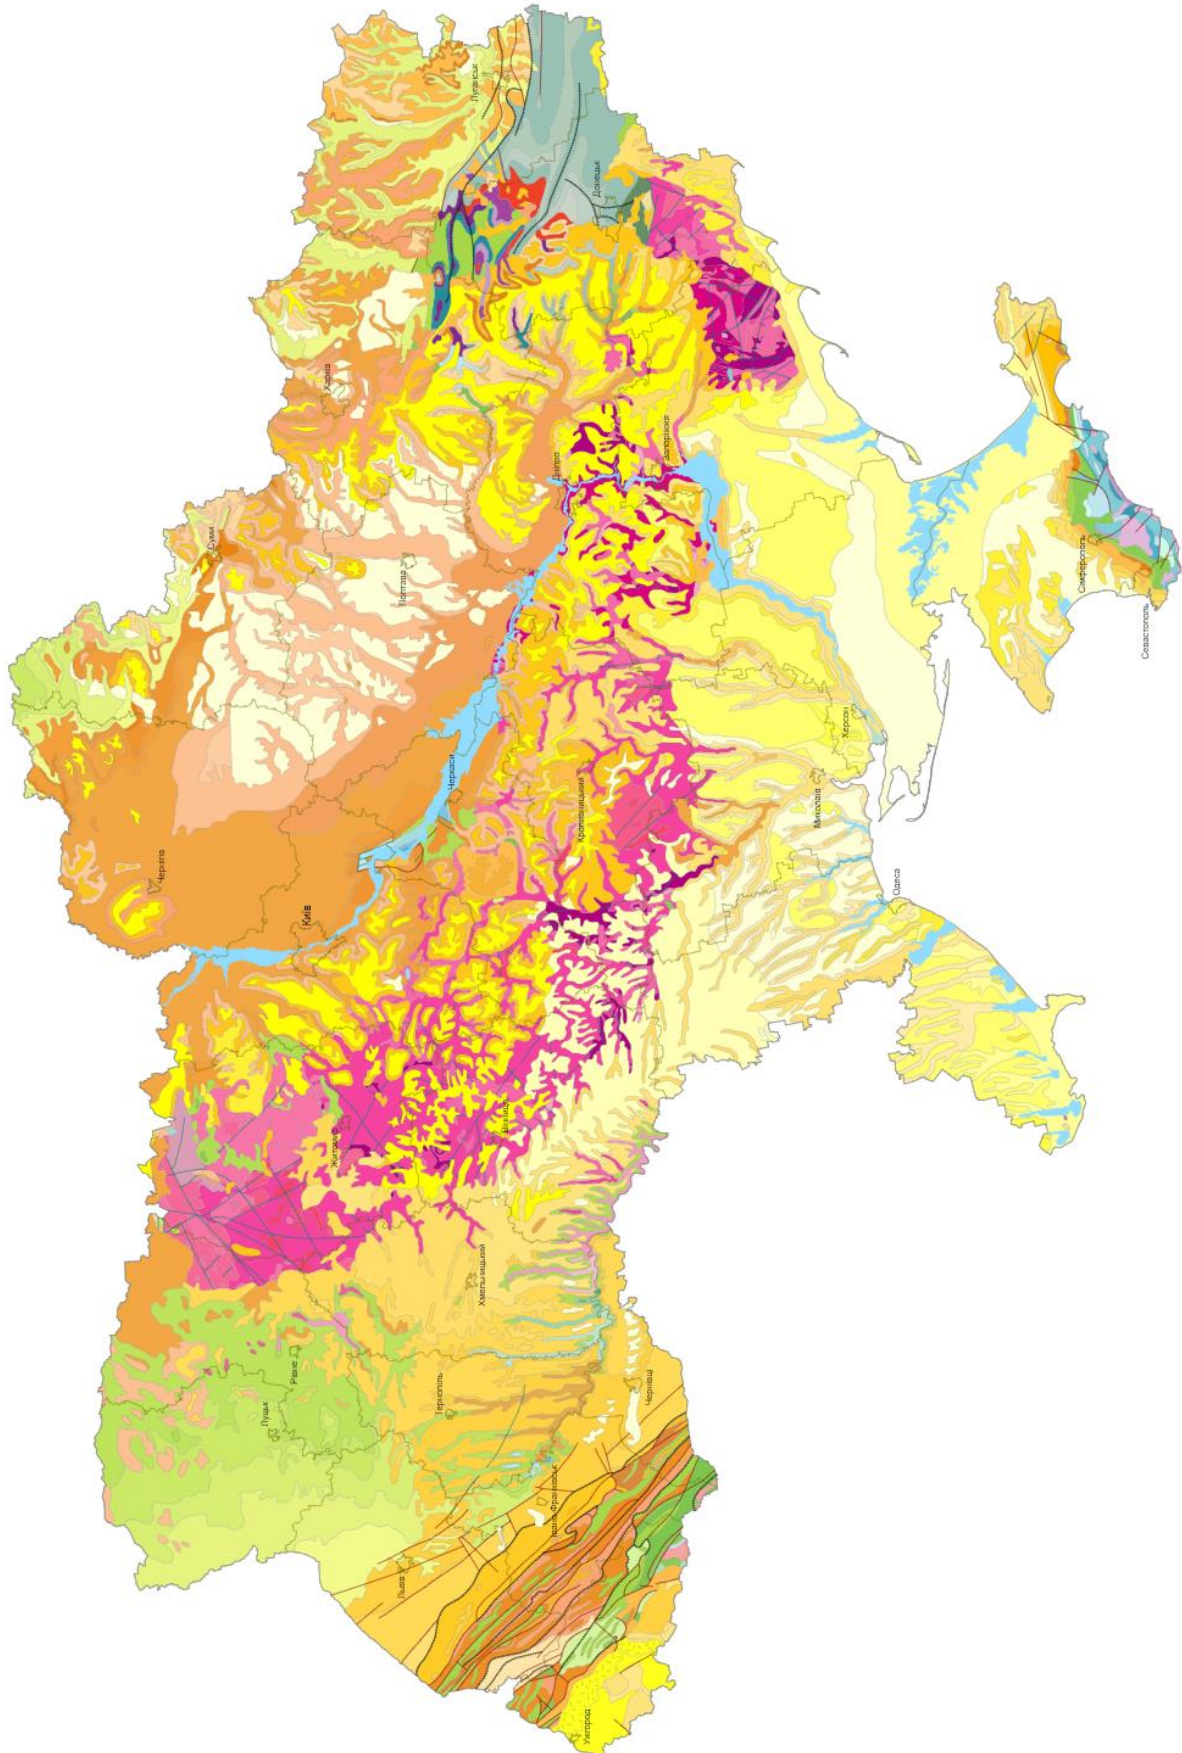 Луганськ
Донецьк
Харків
Суми
Полтава
Дніпро
Запоріжжя
Сімферополь
Севастополь
Черкаси
Кропивницький
Херсон
Миколаїв
Одеса
Чернігів
Київ
Житомир
Вінниця
Хмельницький
Рівне
Луцьк
Тернопіль
Чернівці
Івано-Франківськ
Львів
Ужгород